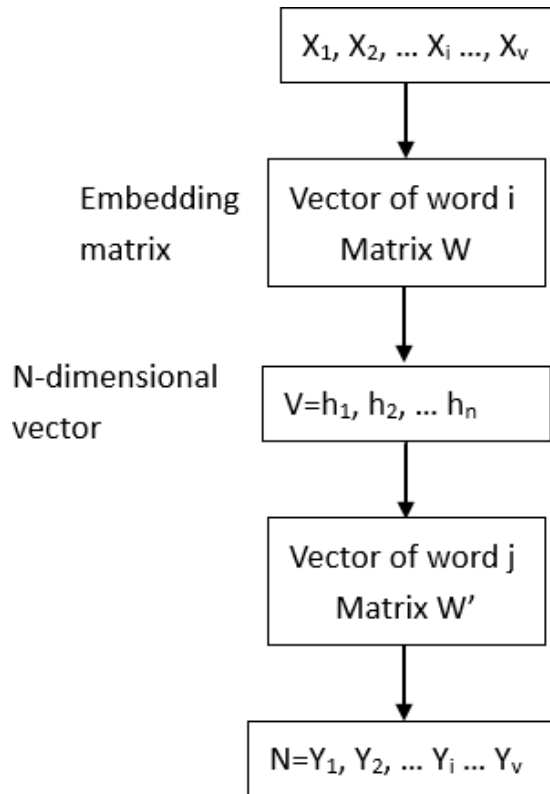 X₁, X₂, ... Xᵢ ..., Xᵥ
Embedding
matrix
Vector of word i
Matrix W
N-dimensional
vector
V=h₁, h₂, ... hₙ
Vector of word j
Matrix W’
N=Y₁, Y₂, ... Yᵢ ... Yᵥ